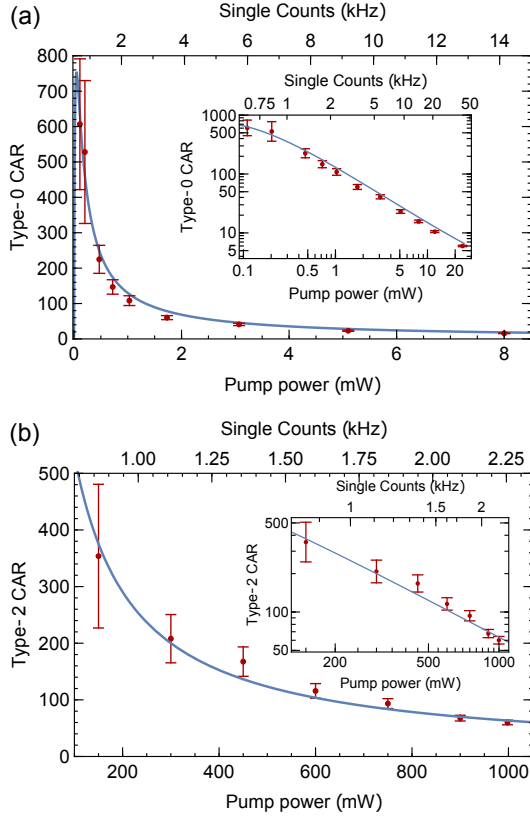 (a)
Single Counts (kHz)
2 4 6 8 10 12 14
Type-0 CAR
800
700
600
500
400
300
200
100
0
0 2 4 6 8
Pump power (mW)
Single Counts (kHz)
0.75 1 2 5 10 20 50
Type-0 CAR
1000
500
100
50
10
5
0.1 0.5 1 5 10 20
Pump power (mW)
(b)
Single Counts (kHz)
1.00 1.25 1.50 1.75 2.00 2.25
Type-2 CAR
500
400
300
200
100
0
200 400 600 800 1000
Pump power (mW)
Single Counts (kHz)
1 1.5 2
Type-2 CAR
500
100
50
200 500 1000
Pump power (mW)